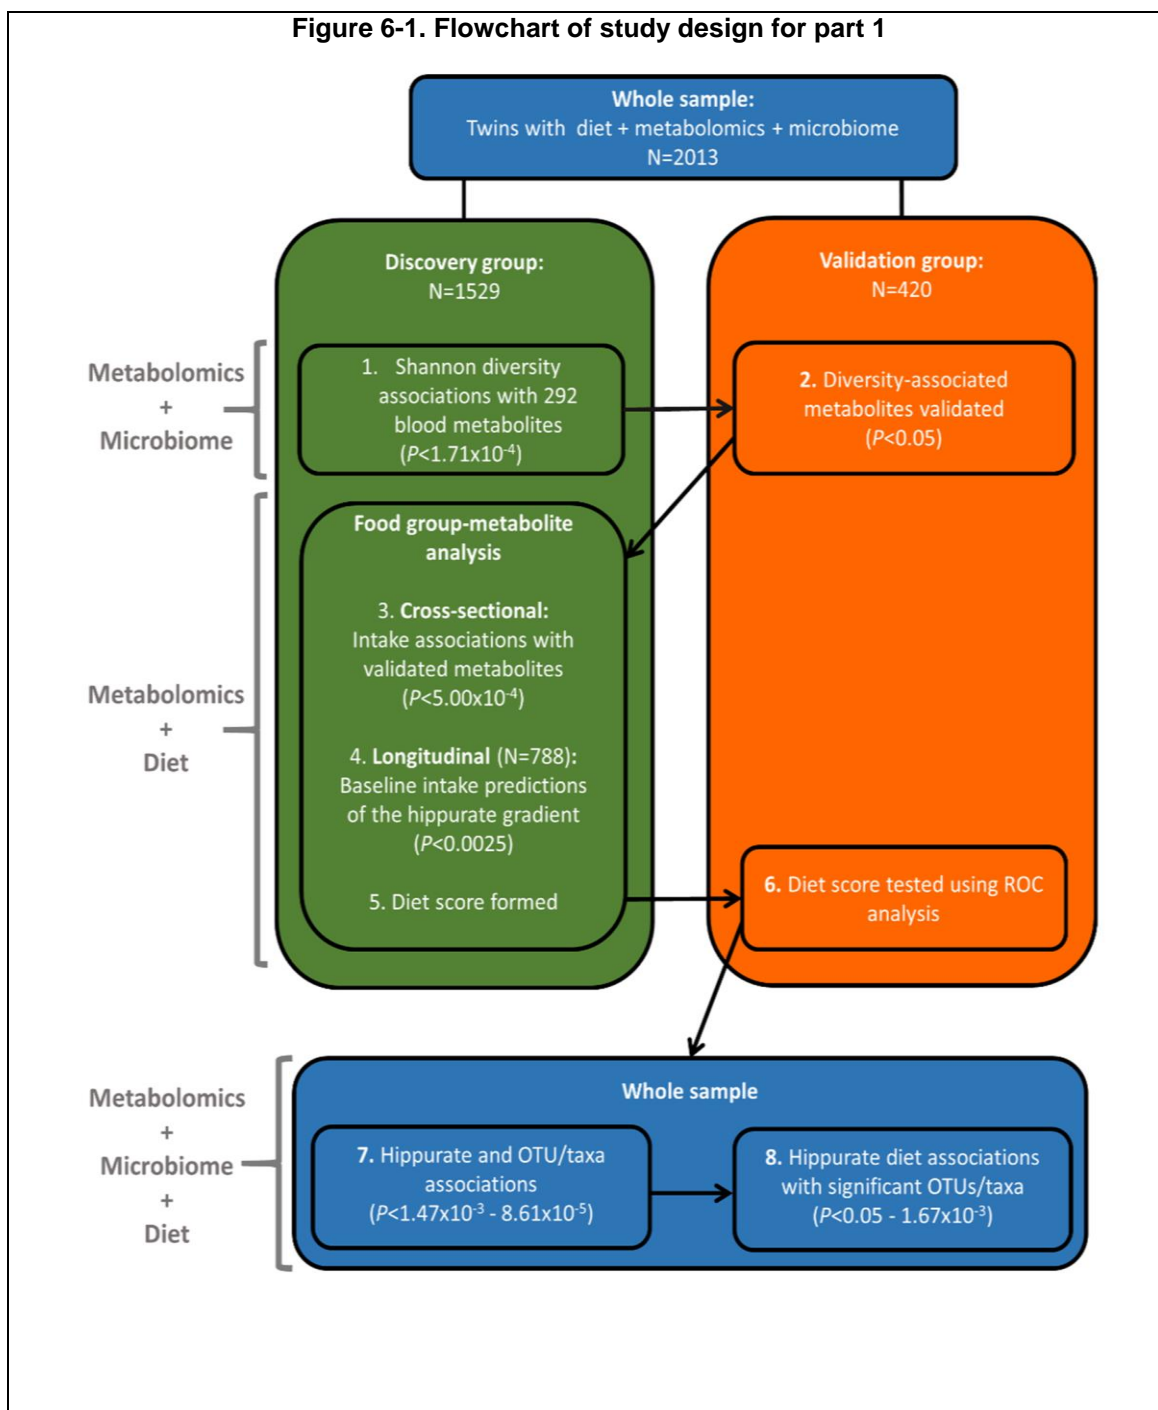 Figure 6-1. Flowchart of study design for part 1
Whole sample:
Twins with diet + metabolomics + microbiome
N=2013
Discovery group:
N=1529
Validation group:
N=420
Metabolomics
+
Microbiome
1. Shannon diversity
associations with 292
blood metabolites
(P<1.71x10⁻⁴)
2. Diversity-associated
metabolites validated
(P<0.05)
Metabolomics
+
Diet
Food group-metabolite
analysis
3. Cross-sectional:
Intake associations with
validated metabolites
(P<5.00x10⁻⁴)
4. Longitudinal (N=788):
Baseline intake predictions
of the hippurate gradient
(P<0.0025)
5. Diet score formed
6. Diet score tested using ROC
analysis
Metabolomics
+
Microbiome
+
Diet
Whole sample
7. Hippurate and OTU/taxa
associations
(P<1.47x10⁻³ - 8.61x10⁻⁵)
8. Hippurate diet associations
with significant OTUs/taxa
(P<0.05 - 1.67x10⁻³)